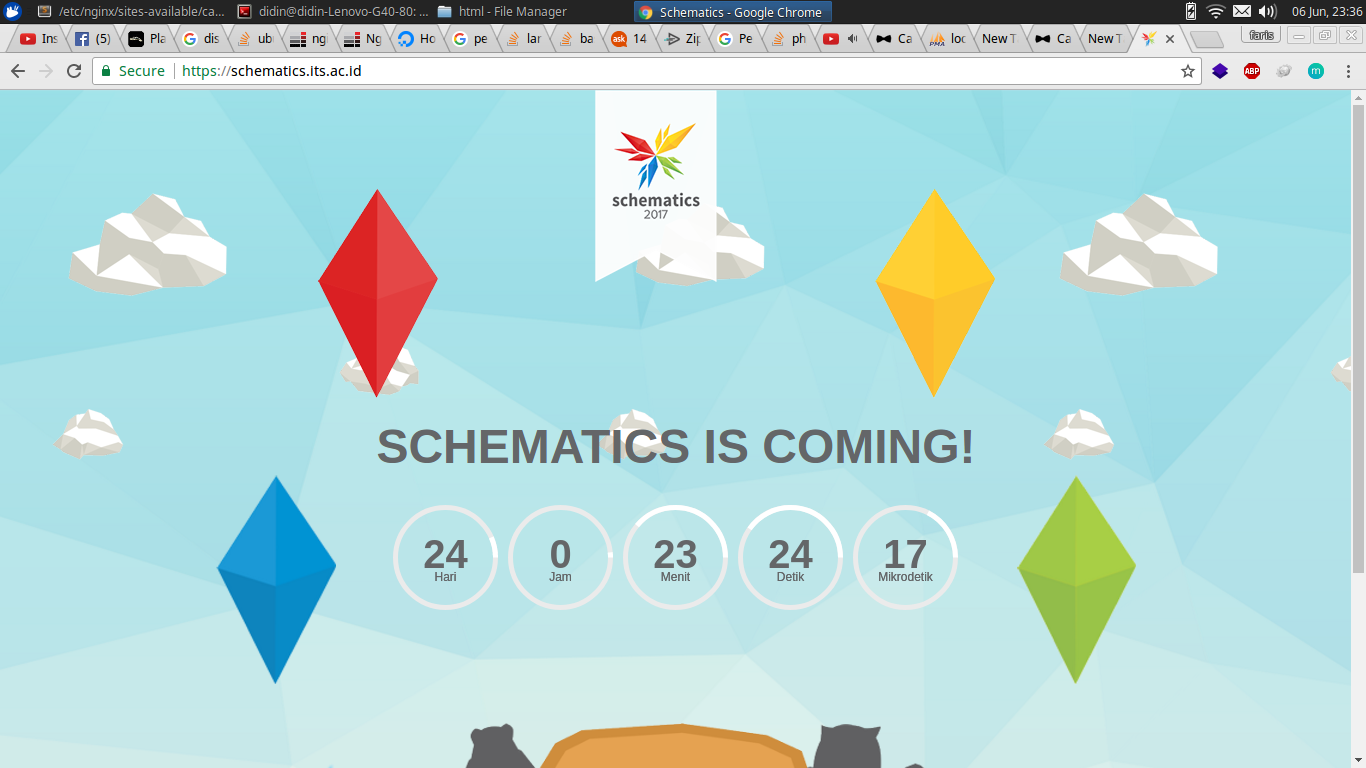 /etc/nginx/sites-available/ca... didin@didin-Lenovo-G40-80: ... html - File Manager Schematics - Google Chrome 06 Jun, 23:36
Ins (5) Pla dis ub ngi Ng Ho pe lar ba 14 Zip Pe ph Ca loc New T Ca New T faris
Secure https://schematics.its.ac.id ABP m
schematics
2017
SCHEMATICS IS COMING!
24 0 23 24 17
Hari Jam Menit Detik Mikrodetik